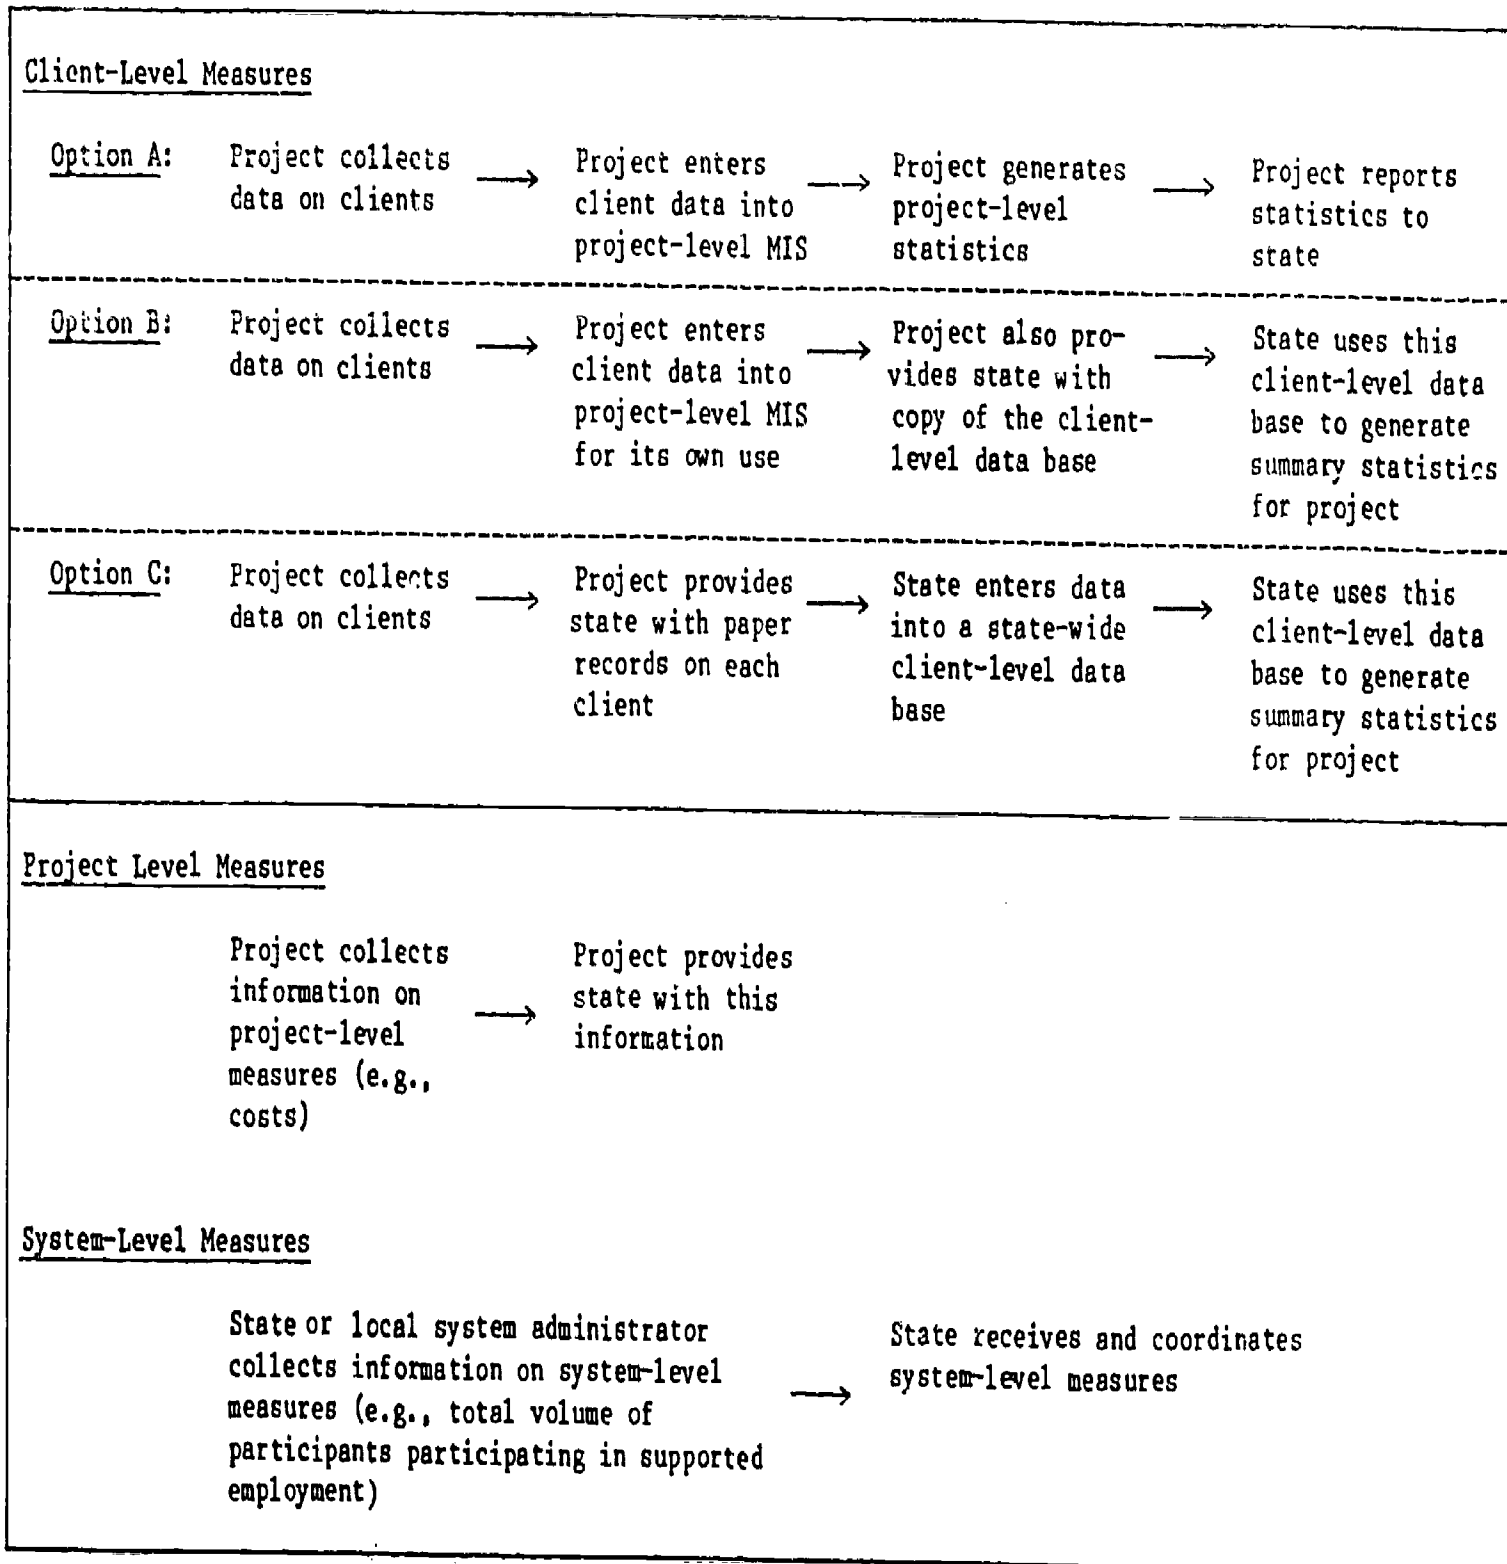 Client-Level Measures
Option A:
Project collects
data on clients
Project enters
client data into
project-level MIS
Project generates
project-level
statistics
Project reports
statistics to
state
Option B:
Project collects
data on clients
Project enters
client data into
project-level MIS
for its own use
Project also pro-
vides state with
copy of the client-
level data base
State uses this
client-level data
base to generate
summary statistics
for project
Option C:
Project collects
data on clients
Project provides
state with paper
records on each
client
State enters data
into a state-wide
client-level data
base
State uses this
client-level data
base to generate
summary statistics
for project
Project Level Measures
Project collects
information on
project-level
measures (e.g.,
costs)
Project provides
state with this
information
System-Level Measures
State or local system administrator
collects information on system-level
measures (e.g., total volume of
participants participating in supported
employment)
State receives and coordinates
system-level measures